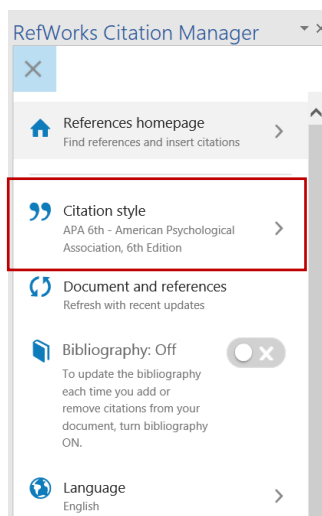 RefWorks Citation Manager
References homepage
Find references and insert citations
Citation style
APA 6th - American Psychological
Association, 6th Edition
Document and references
Refresh with recent updates
Bibliography: Off
To update the bibliography
each time you add or
remove citations from your
document, turn bibliography
ON.
Language
English